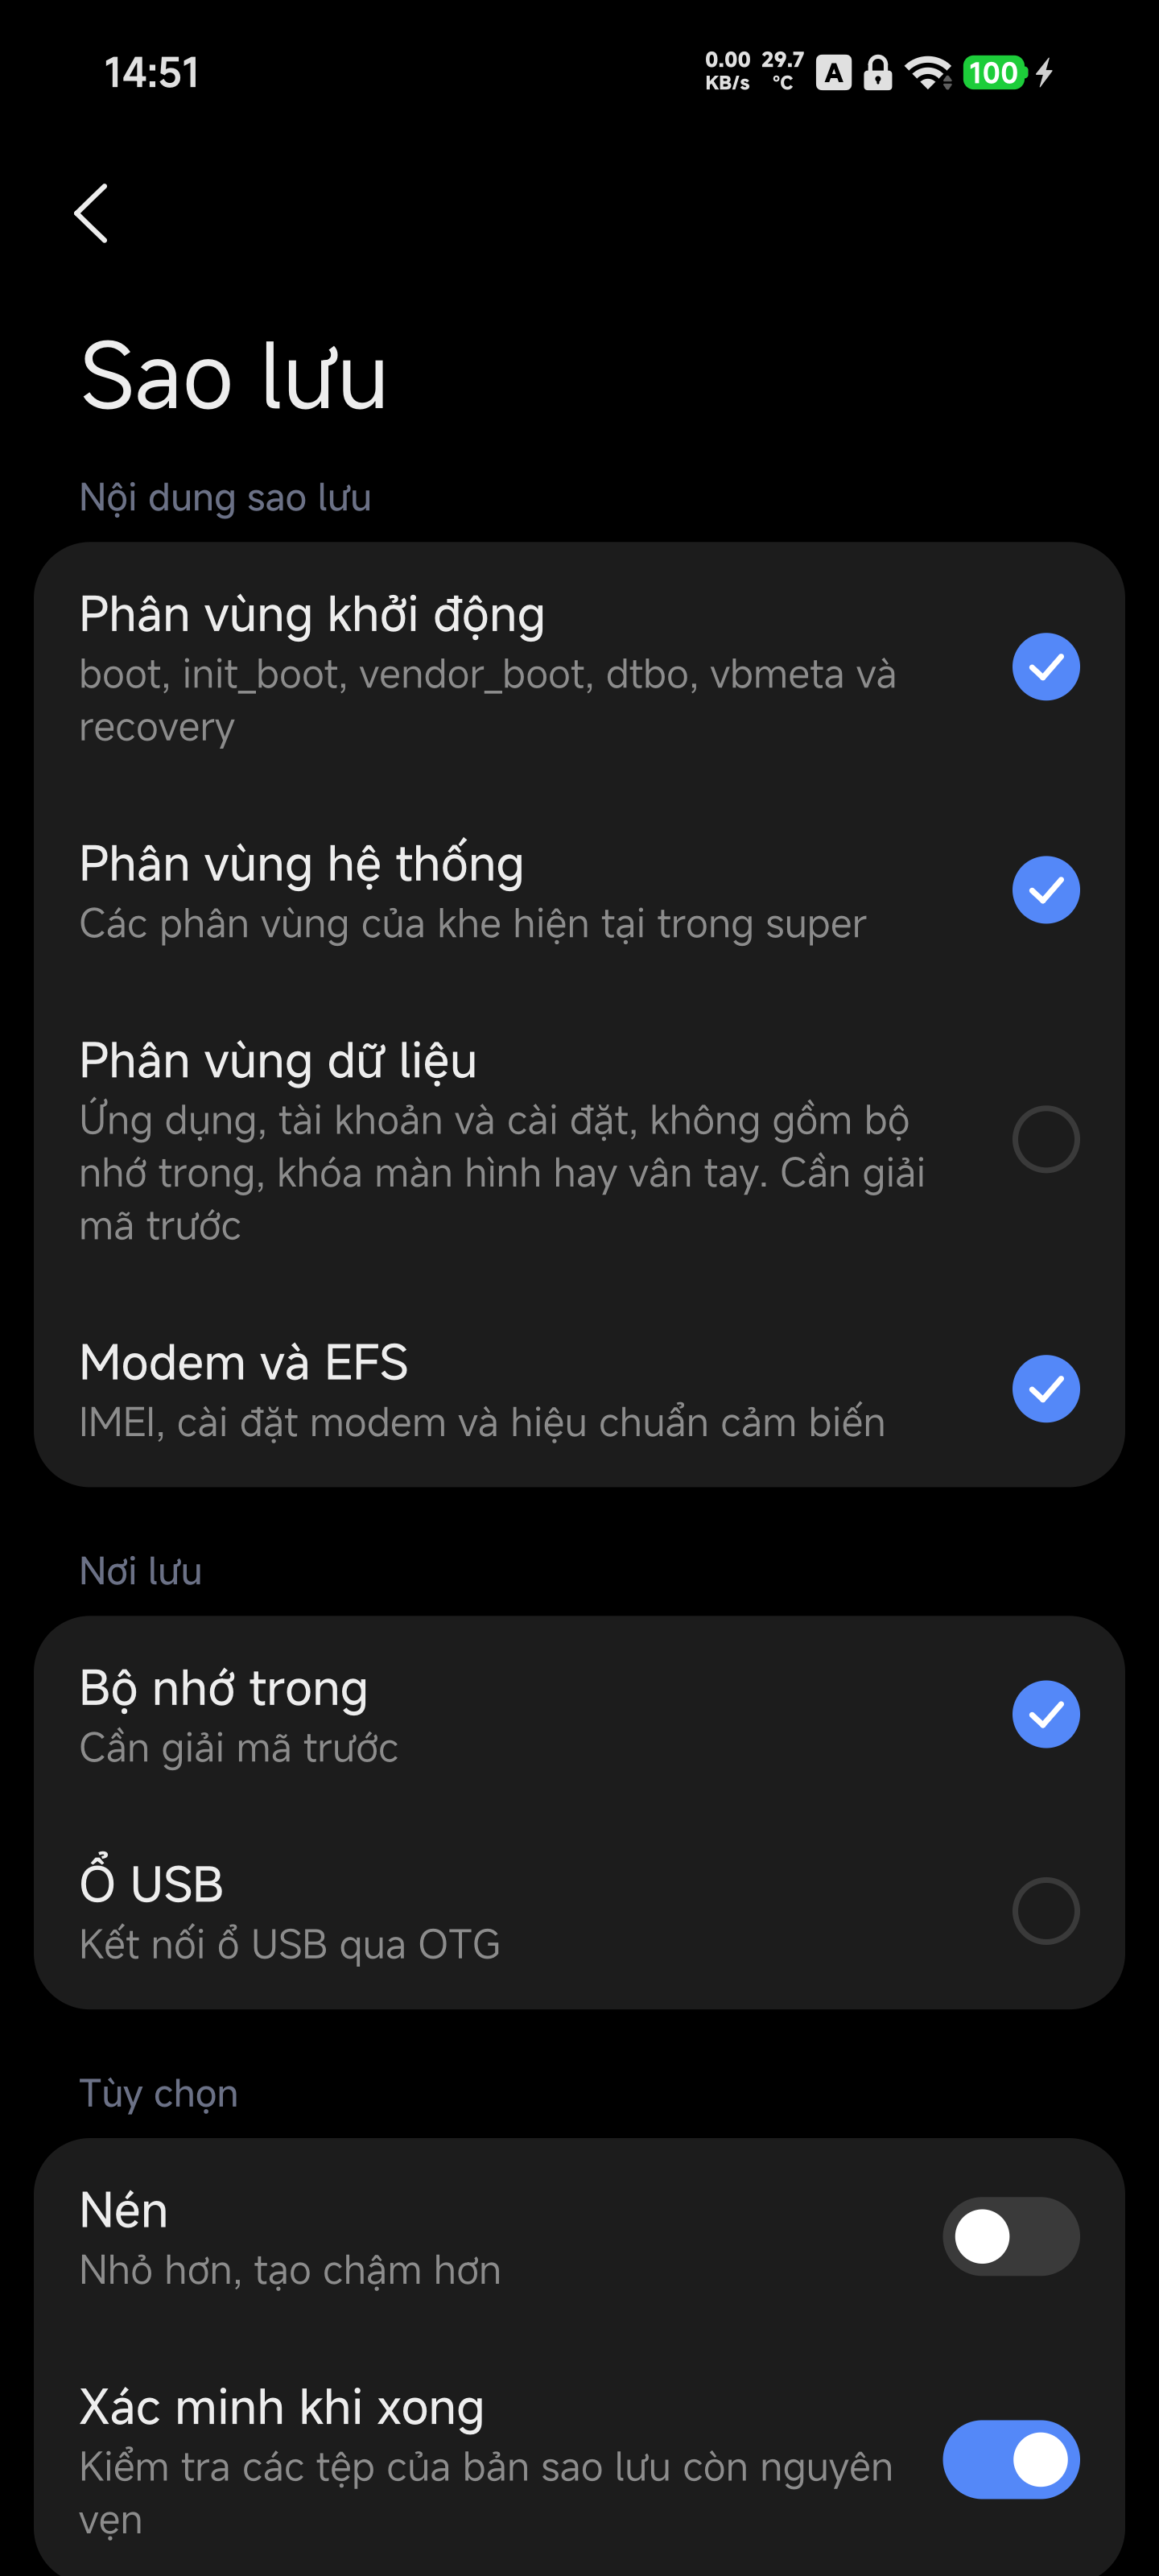 14:51
0.00 KB/s 29.7 °C A 100
Sao lưu
Nội dung sao lưu
Phân vùng khởi động
boot, init_boot, vendor_boot, dtbo, vbmeta và
recovery
Phân vùng hệ thống
Các phân vùng của khe hiện tại trong super
Phân vùng dữ liệu
Ứng dụng, tài khoản và cài đặt, không gồm bộ
nhớ trong, khóa màn hình hay vân tay. Cần giải
mã trước
Modem và EFS
IMEI, cài đặt modem và hiệu chuẩn cảm biến
Nơi lưu
Bộ nhớ trong
Cần giải mã trước
Ổ USB
Kết nối ổ USB qua OTG
Tùy chọn
Nén
Nhỏ hơn, tạo chậm hơn
Xác minh khi xong
Kiểm tra các tệp của bản sao lưu còn nguyên
vẹn